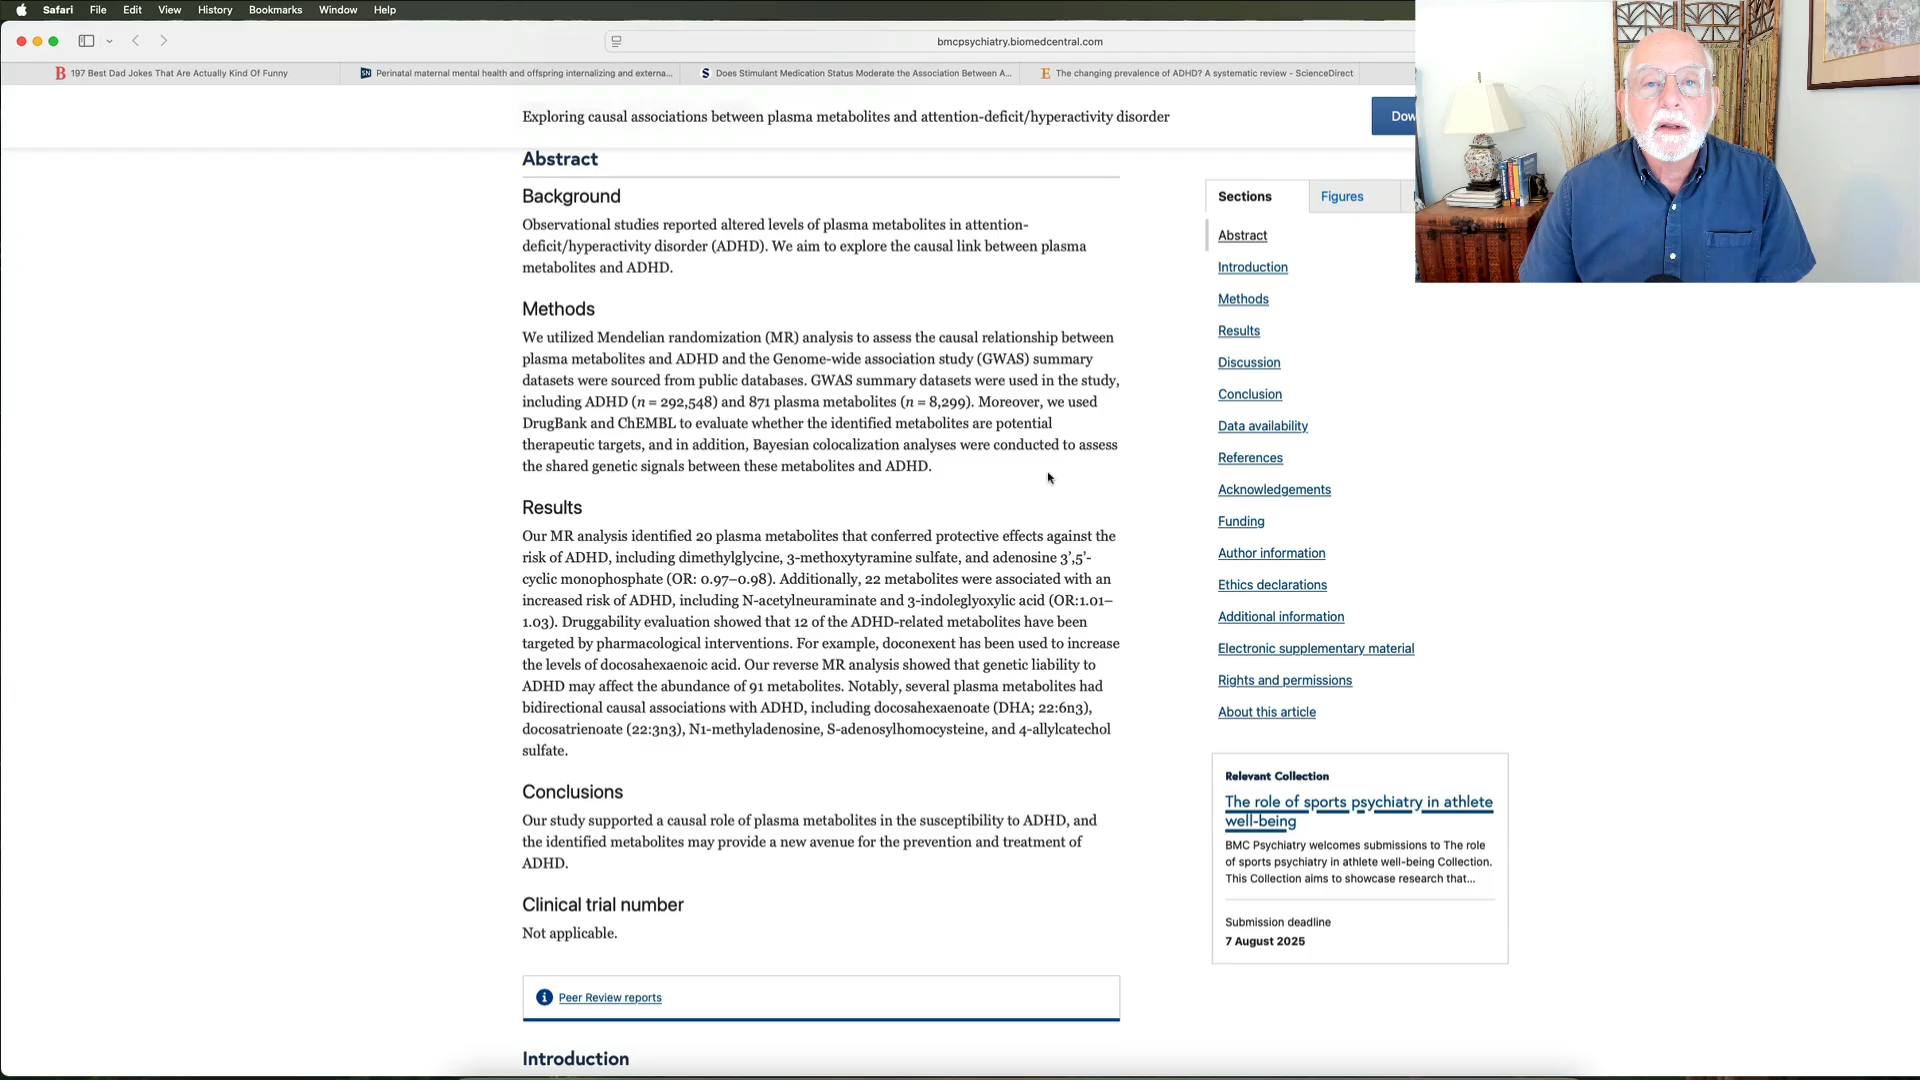 Safari File Edit View History Bookmarks Window Help
bmcpsychiatry.biomedcentral.com
B 197 Best Dad Jokes That Are Actually Kind Of Funny
SN Perinatal maternal mental health and offspring internalizing and externa...
S Does Stimulant Medication Status Moderate the Association Between A...
E The changing prevalence of ADHD? A systematic review - ScienceDirect
Exploring causal associations between plasma metabolites and attention-deficit/hyperactivity disorder
Dow
Abstract
Background
Observational studies reported altered levels of plasma metabolites in attention-
deficit/hyperactivity disorder (ADHD). We aim to explore the causal link between plasma
metabolites and ADHD.
Methods
We utilized Mendelian randomization (MR) analysis to assess the causal relationship between
plasma metabolites and ADHD and the Genome-wide association study (GWAS) summary
datasets were sourced from public databases. GWAS summary datasets were used in the study,
including ADHD (n = 292,548) and 871 plasma metabolites (n = 8,299). Moreover, we used
DrugBank and ChEMBL to evaluate whether the identified metabolites are potential
therapeutic targets, and in addition, Bayesian colocalization analyses were conducted to assess
the shared genetic signals between these metabolites and ADHD.
Results
Our MR analysis identified 20 plasma metabolites that conferred protective effects against the
risk of ADHD, including dimethylglycine, 3-methoxytyramine sulfate, and adenosine 3’,5’-
cyclic monophosphate (OR: 0.97–0.98). Additionally, 22 metabolites were associated with an
increased risk of ADHD, including N-acetylneuraminate and 3-indoleglyoxylic acid (OR:1.01–
1.03). Druggability evaluation showed that 12 of the ADHD-related metabolites have been
targeted by pharmacological interventions. For example, doconexent has been used to increase
the levels of docosahexaenoic acid. Our reverse MR analysis showed that genetic liability to
ADHD may affect the abundance of 91 metabolites. Notably, several plasma metabolites had
bidirectional causal associations with ADHD, including docosahexaenoate (DHA; 22:6n3),
docosatrienoate (22:3n3), N1-methyladenosine, S-adenosylhomocysteine, and 4-allylcatechol
sulfate.
Conclusions
Our study supported a causal role of plasma metabolites in the susceptibility to ADHD, and
the identified metabolites may provide a new avenue for the prevention and treatment of
ADHD.
Clinical trial number
Not applicable.
Peer Review reports
Introduction
Sections
Figures
Abstract
Introduction
Methods
Results
Discussion
Conclusion
Data availability
References
Acknowledgements
Funding
Author information
Ethics declarations
Additional information
Electronic supplementary material
Rights and permissions
About this article
Relevant Collection
The role of sports psychiatry in athlete
well-being
BMC Psychiatry welcomes submissions to The role
of sports psychiatry in athlete well-being Collection.
This Collection aims to showcase research that...
Submission deadline
7 August 2025